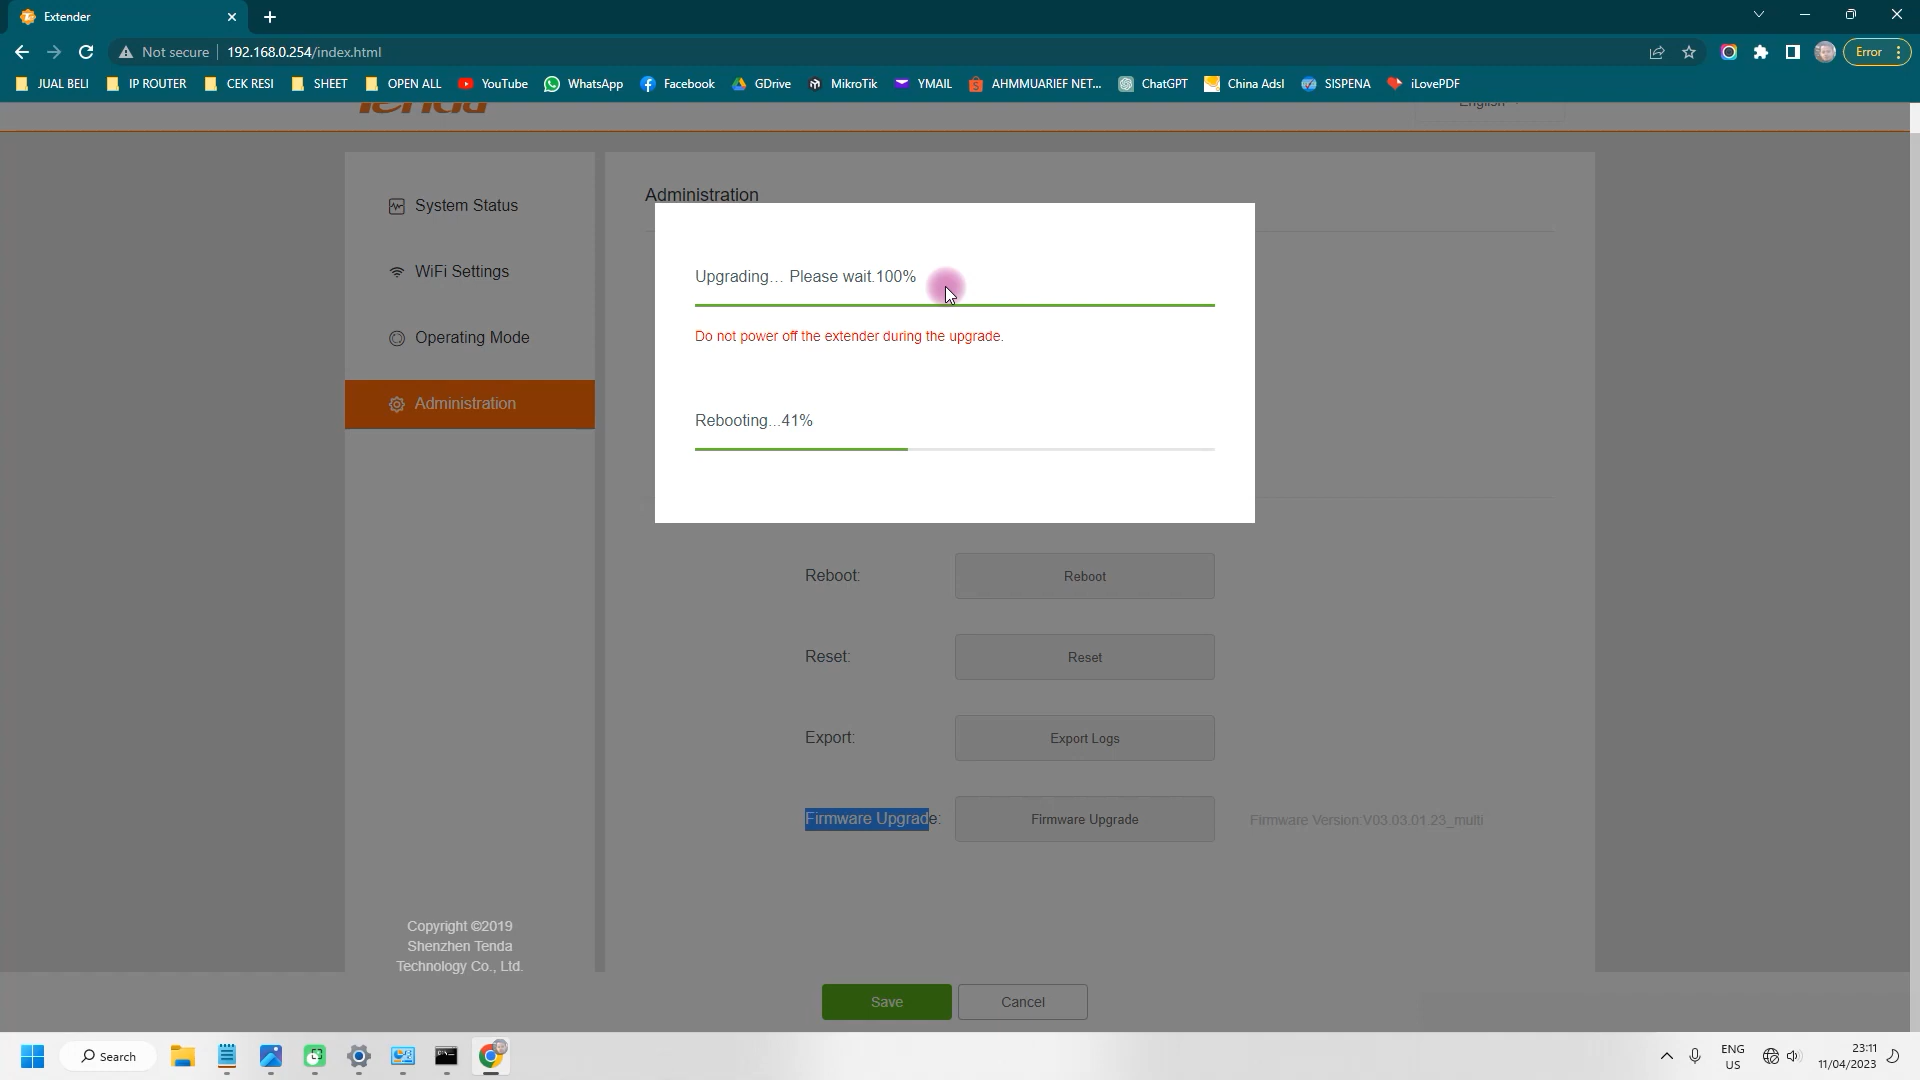 Extender
Not secure
192.168.0.254/index.html
Error
JUAL BELI
IP ROUTER
CEK RESI
SHEET
OPEN ALL
YouTube
WhatsApp
Facebook
GDrive
MikroTik
YMAIL
AHMMUARIEF NET...
ChatGPT
China Adsl
SISPENA
iLovePDF
Tenda
English
System Status
WiFi Settings
Operating Mode
Administration
Copyright ©2019
Shenzhen Tenda
Technology Co., Ltd.
Administration
Upgrading... Please wait.100%
Do not power off the extender during the upgrade.
Rebooting...41%
Reboot:
Reboot
Reset:
Reset
Export:
Export Logs
Firmware Upgrade:
Firmware Upgrade
Firmware Version:V03.03.01.23_multi
Save
Cancel
Search
ENG
US
23:11
11/04/2023